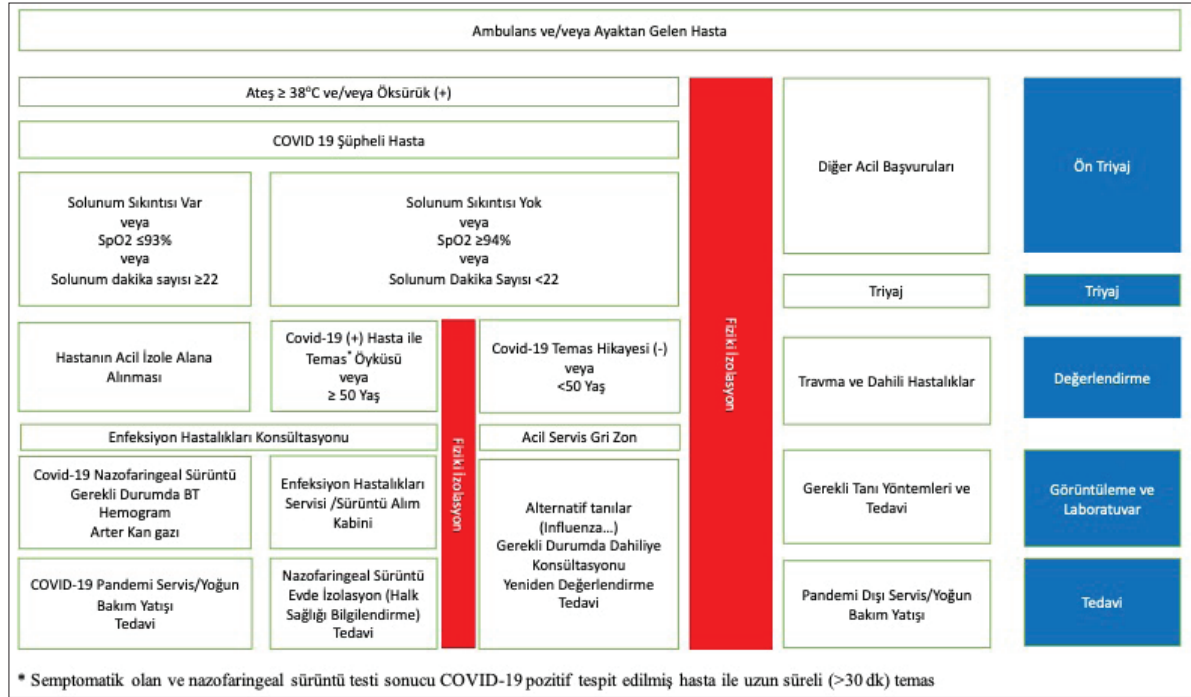 Ambulans ve/veya Ayaktan Gelen Hasta
Ateş ≥ 38°C ve/veya Öksürük (+)
COVID 19 Şüpheli Hasta
Solunum Sıkıntısı Var
veya
SpO2 ≤93%
veya
Solunum dakika sayısı ≥22
Solunum Sıkıntısı Yok
veya
SpO2 ≥94%
veya
Solunum Dakika Sayısı <22
Hastanın Acil İzole Alana
Alınması
Covid-19 (+) Hasta ile
Temas* Öyküsü
veya
≥ 50 Yaş
Covid-19 Temas Hikayesi (-)
veya
<50 Yaş
Enfeksiyon Hastalıkları Konsültasyonu
Acil Servis Gri Zon
Covid-19 Nazofaringeal Sürüntü
Gerekli Durumda BT
Hemogram
Arter Kan gazı
Enfeksiyon Hastalıkları
Servisi /Sürüntü Alım
Kabini
Alternatif tanılar
(Influenza...)
Gerekli Durumda Dahiliye
Konsültasyonu
Yeniden Değerlendirme
Tedavi
COVID-19 Pandemi Servis/Yoğun
Bakım Yatışı
Tedavi
Nazofaringeal Sürüntü
Evde İzolasyon (Halk
Sağlığı Bilgilendirme)
Tedavi
Fiziki İzolasyon
Fiziki İzolasyon
Diğer Acil Başvuruları
Triyaj
Travma ve Dahili Hastalıklar
Gerekli Tanı Yöntemleri ve
Tedavi
Pandemi Dışı Servis/Yoğun
Bakım Yatışı
Ön Triyaj
Triyaj
Değerlendirme
Görüntüleme ve
Laboratuvar
Tedavi
* Semptomatik olan ve nazofaringeal sürüntü testi sonucu COVID-19 pozitif tespit edilmiş hasta ile uzun süreli (>30 dk) temas